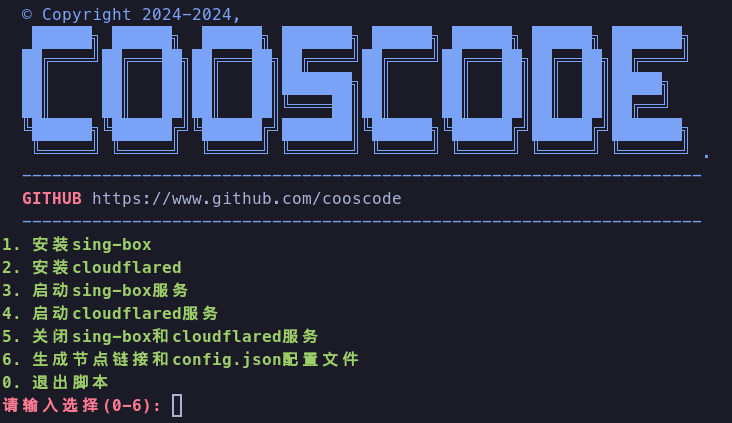 © Copyright 2024-2024,
COOSCODE.
GITHUB https://www.github.com/cooscode
1. 安装sing-box
2. 安装cloudflared
3. 启动sing-box服务
4. 启动cloudflared服务
5. 关闭sing-box和cloudflared服务
6. 生成节点链接和config.json配置文件
0. 退出脚本
请输入选择(0-6):